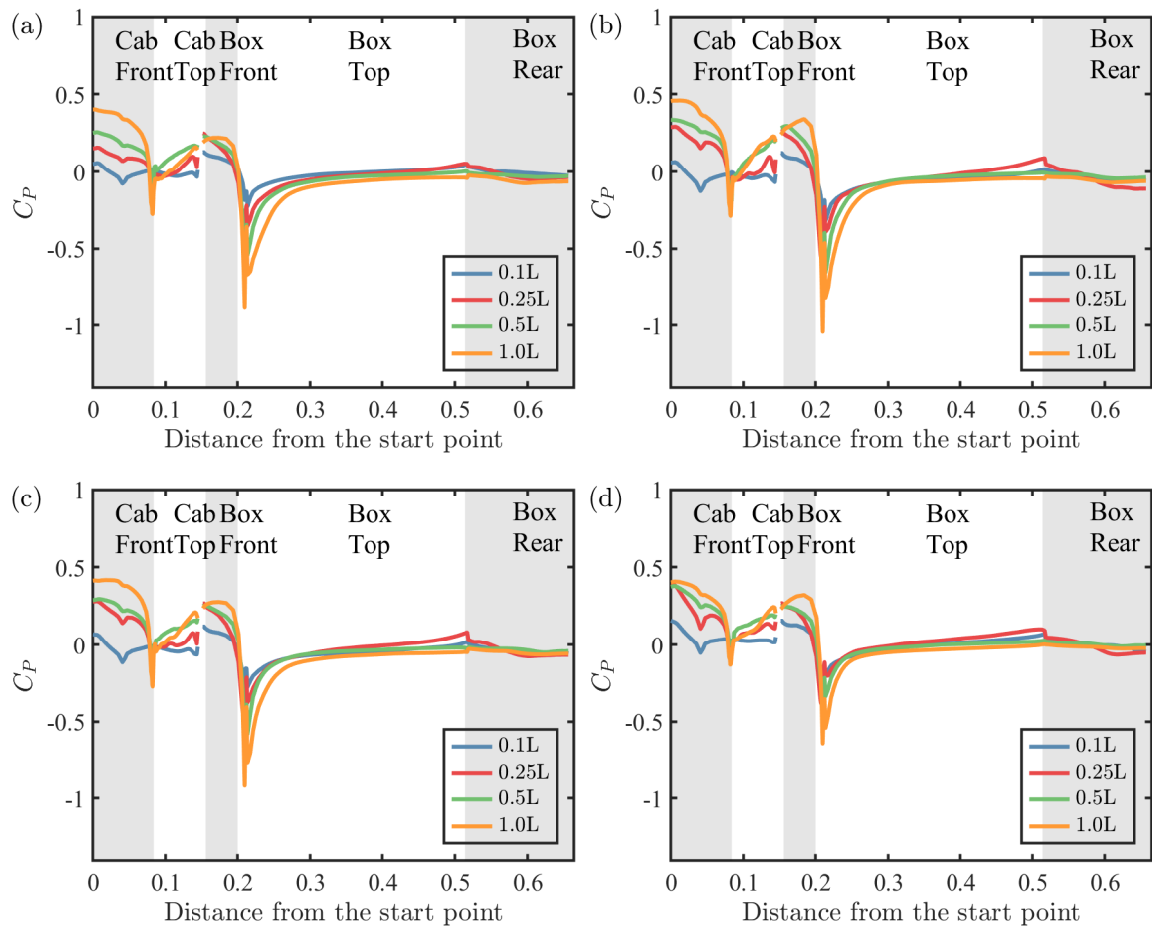 (a)
1
0.5
0
-0.5
-1
C_P
Cab Cab Box Box Box
Front Top Front Top Rear
0.1L
0.25L
0.5L
1.0L
0 0.1 0.2 0.3 0.4 0.5 0.6
Distance from the start point
(b)
1
0.5
0
-0.5
-1
C_P
Cab Cab Box Box Box
Front Top Front Top Rear
0.1L
0.25L
0.5L
1.0L
0 0.1 0.2 0.3 0.4 0.5 0.6
Distance from the start point
(c)
1
0.5
0
-0.5
-1
C_P
Cab Cab Box Box Box
Front Top Front Top Rear
0.1L
0.25L
0.5L
1.0L
0 0.1 0.2 0.3 0.4 0.5 0.6
Distance from the start point
(d)
1
0.5
0
-0.5
-1
C_P
Cab Cab Box Box Box
Front Top Front Top Rear
0.1L
0.25L
0.5L
1.0L
0 0.1 0.2 0.3 0.4 0.5 0.6
Distance from the start point